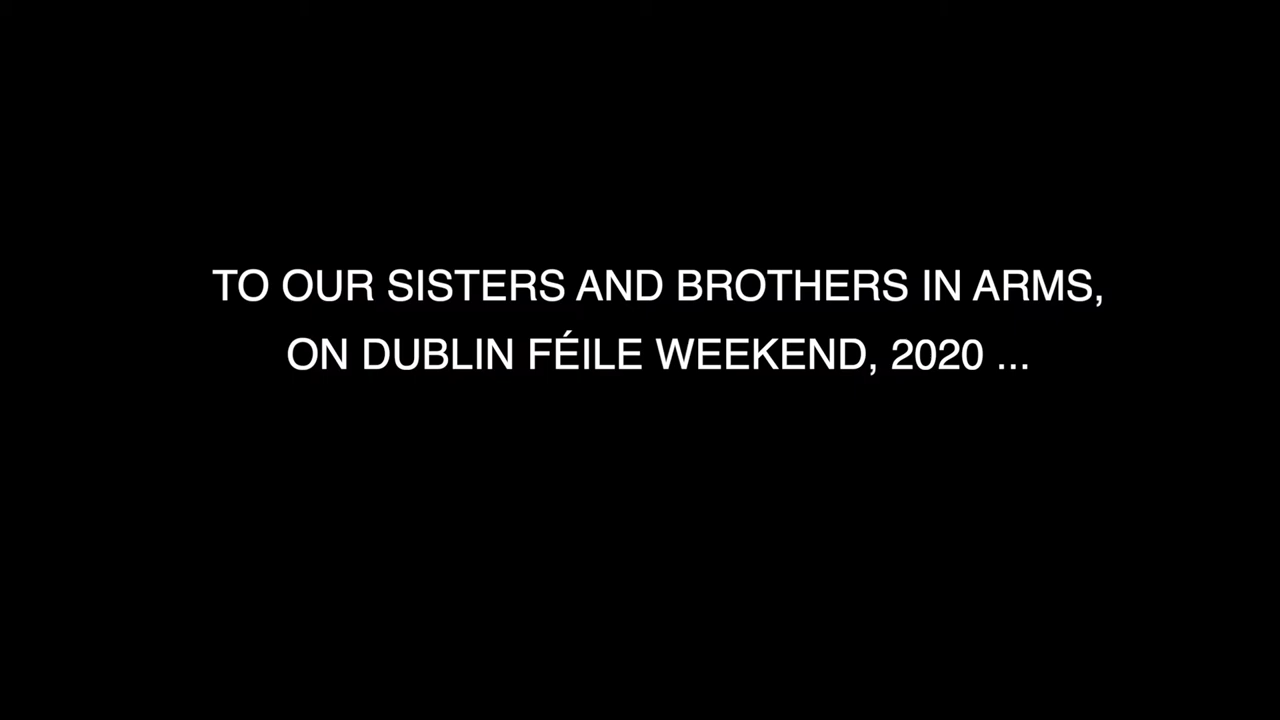 TO OUR SISTERS AND BROTHERS IN ARMS,
ON DUBLIN FÉILE WEEKEND, 2020 ...